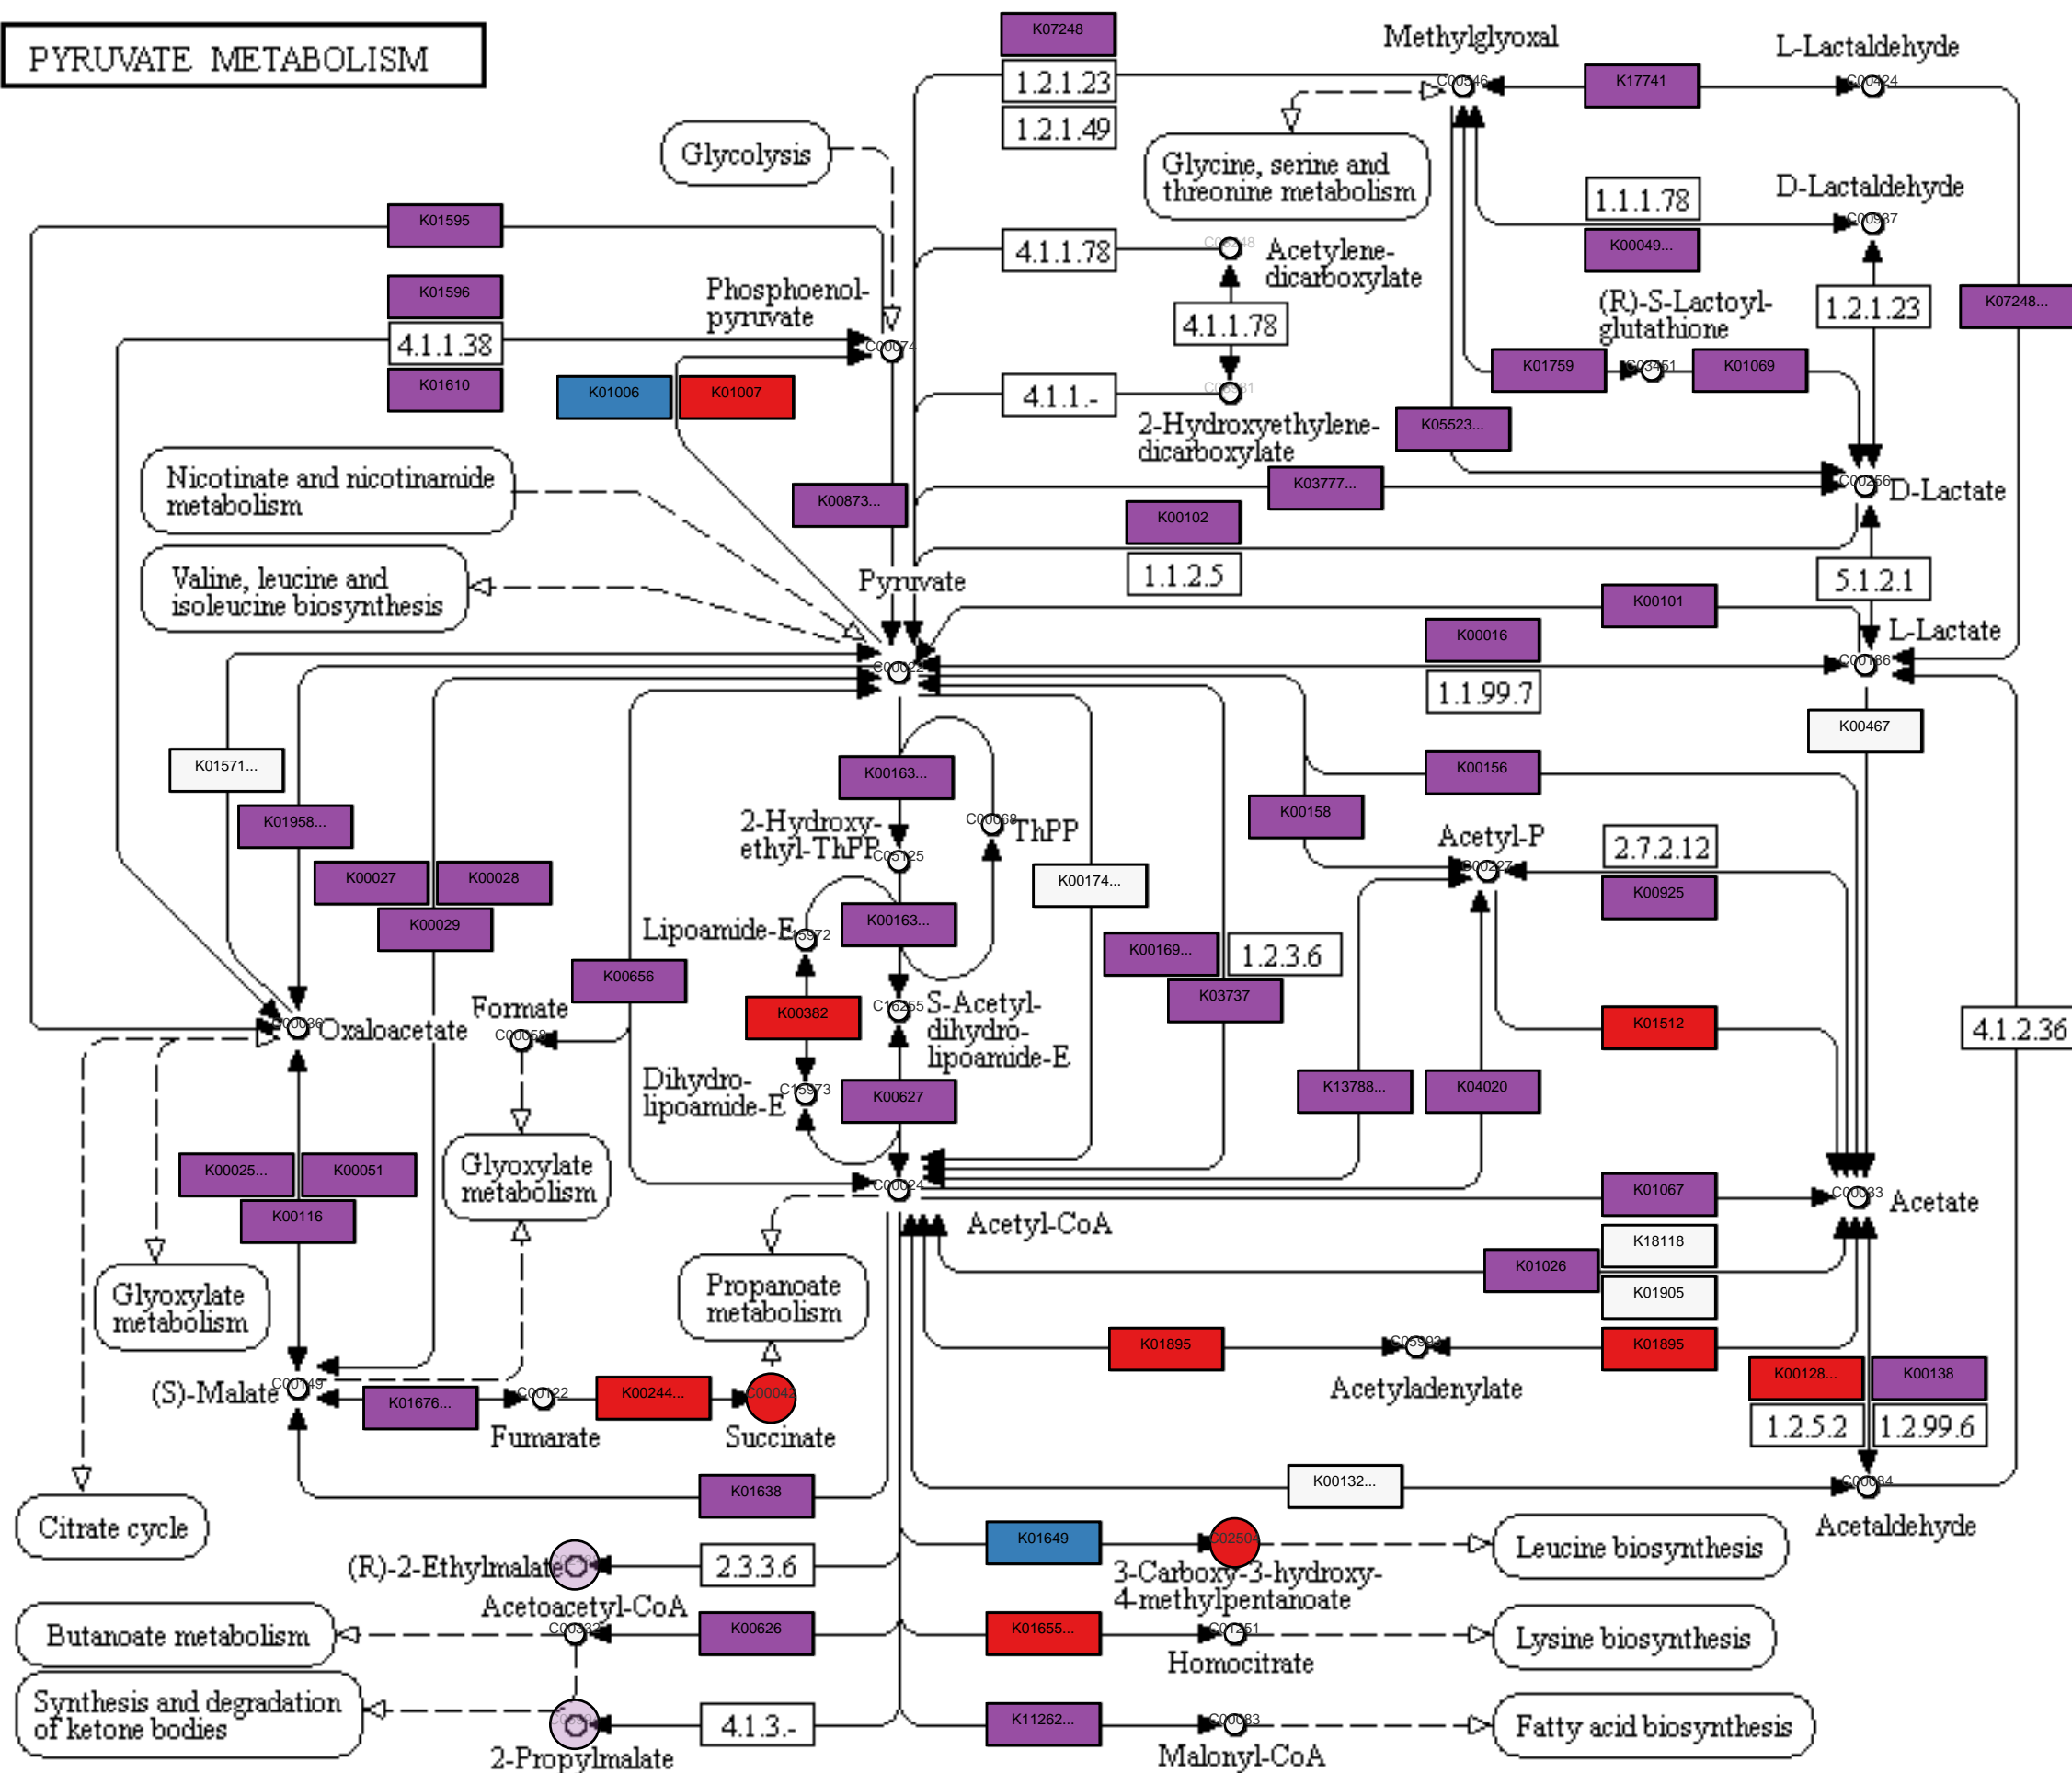 PYRUVATE METABOLISM
K07248
1.2.1.23
1.2.1.49
Methylglyoxal
C00546
K17741
L-Lactaldehyde
C00424
Glycolysis
Glycine, serine and
threonine metabolism
1.1.1.78
K00049...
D-Lactaldehyde
C00937
K01595
K01596
4.1.1.38
K01610
Phosphoenol-
pyruvate
C00074
4.1.1.78
Acetylene-
dicarboxylate
4.1.1.78
(R)-S-Lactoyl-
glutathione
1.2.1.23
K07248...
K01006
K01007
4.1.1.-
2-Hydroxyethylene-
dicarboxylate
K01759
C03451
K01069
K05523...
Nicotinate and nicotinamide
metabolism
K00873...
K03777...
C00256
D-Lactate
K00102
1.1.2.5
Valine, leucine and
isoleucine biosynthesis
Pyruvate
5.1.2.1
K00101
K00016
1.1.99.7
L-Lactate
C00022
C00186
K01571...
K00163...
K00467
K00156
K01958...
2-Hydroxy-
ethyl-ThPP
C05125
C00068
ThPP
K00158
Acetyl-P
C00227
2.7.2.12
K00925
K00027
K00028
K00029
K00174...
Lipoamide-E
C15972
K00163...
K00169...
1.2.3.6
K03737
K00656
Formate
C00058
K00382
C16255
S-Acetyl-
dihydro-
lipoamide-E
K01512
4.1.2.36
C00036
Oxaloacetate
Dihydro-
lipoamide-E
C15973
K00627
K13788...
K04020
K00025...
K00051
K00116
Glyoxylate
metabolism
C00024
Acetyl-CoA
K01067
C00033
Acetate
K18118
K01026
K01905
Glyoxylate
metabolism
Propanoate
metabolism
K01895
C05993
K01895
Acetyladenylate
K00128...
K00138
1.2.5.2
1.2.99.6
(S)-Malate
C00149
K01676...
C00122
Fumarate
K00244...
C00042
Succinate
K01638
K00132...
C00084
Acetaldehyde
Citrate cycle
(R)-2-Ethylmalate
2.3.3.6
K01649
C02504
3-Carboxy-3-hydroxy-
4-methylpentanoate
Leucine biosynthesis
Butanoate metabolism
Acetoacetyl-CoA
C00332
K00626
K01655...
C01251
Homocitrate
Lysine biosynthesis
Synthesis and degradation
of ketone bodies
2-Propylmalate
4.1.3.-
K11262...
C00083
Malonyl-CoA
Fatty acid biosynthesis